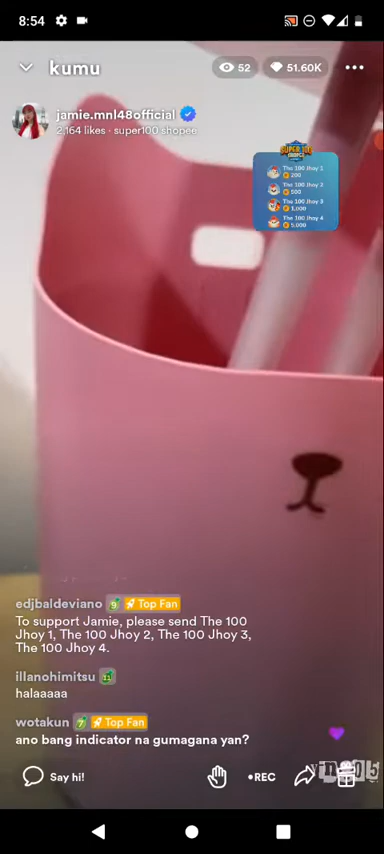 8:54
kumu
52
51.60K
jamie.mnl48official
2,164 likes · super100 shopee
SUPER 100
The 100 Jhoy 1
200
The 100 Jhoy 2
500
The 100 Jhoy 3
1,000
The 100 Jhoy 4
5,000
edjbaldeviano 9 Top Fan
To support Jamie, please send The 100
Jhoy 1, The 100 Jhoy 2, The 100 Jhoy 3,
The 100 Jhoy 4.
illanohimitsu
halaaaaa
wotakun 7 Top Fan
ano bang indicator na gumagana yan?
Say hi!
•REC